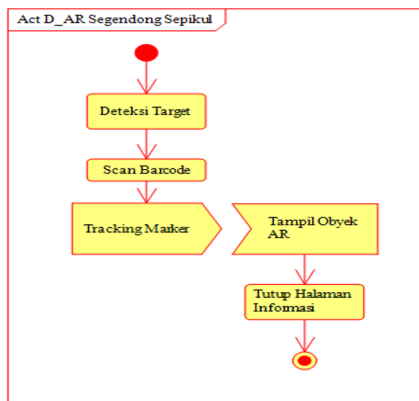 Act D_AR Segendong Sepikul
Deteksi Target
Scan Barcode
Tracking Marker
Tampil Obyek
AR
Tutup Halaman
Informasi